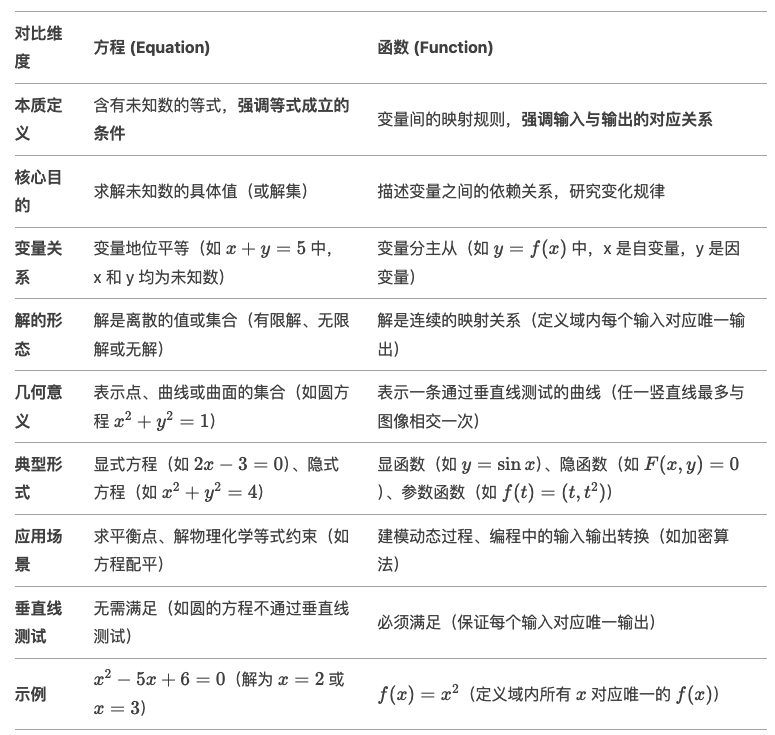 对比维度 方程 (Equation) 函数 (Function)
本质定义 含有未知数的等式，强调等式成立的条件 变量间的映射规则，强调输入与输出的对应关系
核心目的 求解未知数的具体值（或解集） 描述变量之间的依赖关系，研究变化规律
变量关系 变量地位平等（如 x + y = 5 中，x 和 y 均为未知数） 变量分主从（如 y = f(x) 中，x 是自变量，y 是因变量）
解的形态 解是离散的值或集合（有限解、无限解或无解） 解是连续的映射关系（定义域内每个输入对应唯一输出）
几何意义 表示点、曲线或曲面的集合（如圆方程 x² + y² = 1） 表示一条通过垂直线测试的曲线（任一竖直线最多与图像相交一次）
典型形式 显式方程（如 2x − 3 = 0）、隐式方程（如 x² + y² = 4） 显函数（如 y = sin x）、隐函数（如 F(x, y) = 0）、参数函数（如 f(t) = (t, t²)）
应用场景 求平衡点、解物理化学等式约束（如方程配平） 建模动态过程、编程中的输入输出转换（如加密算法）
垂直线测试 无需满足（如圆的方程不通过垂直线测试） 必须满足（保证每个输入对应唯一输出）
示例 x² − 5x + 6 = 0（解为 x = 2 或 x = 3） f(x) = x²（定义域内所有 x 对应唯一的 f(x)）